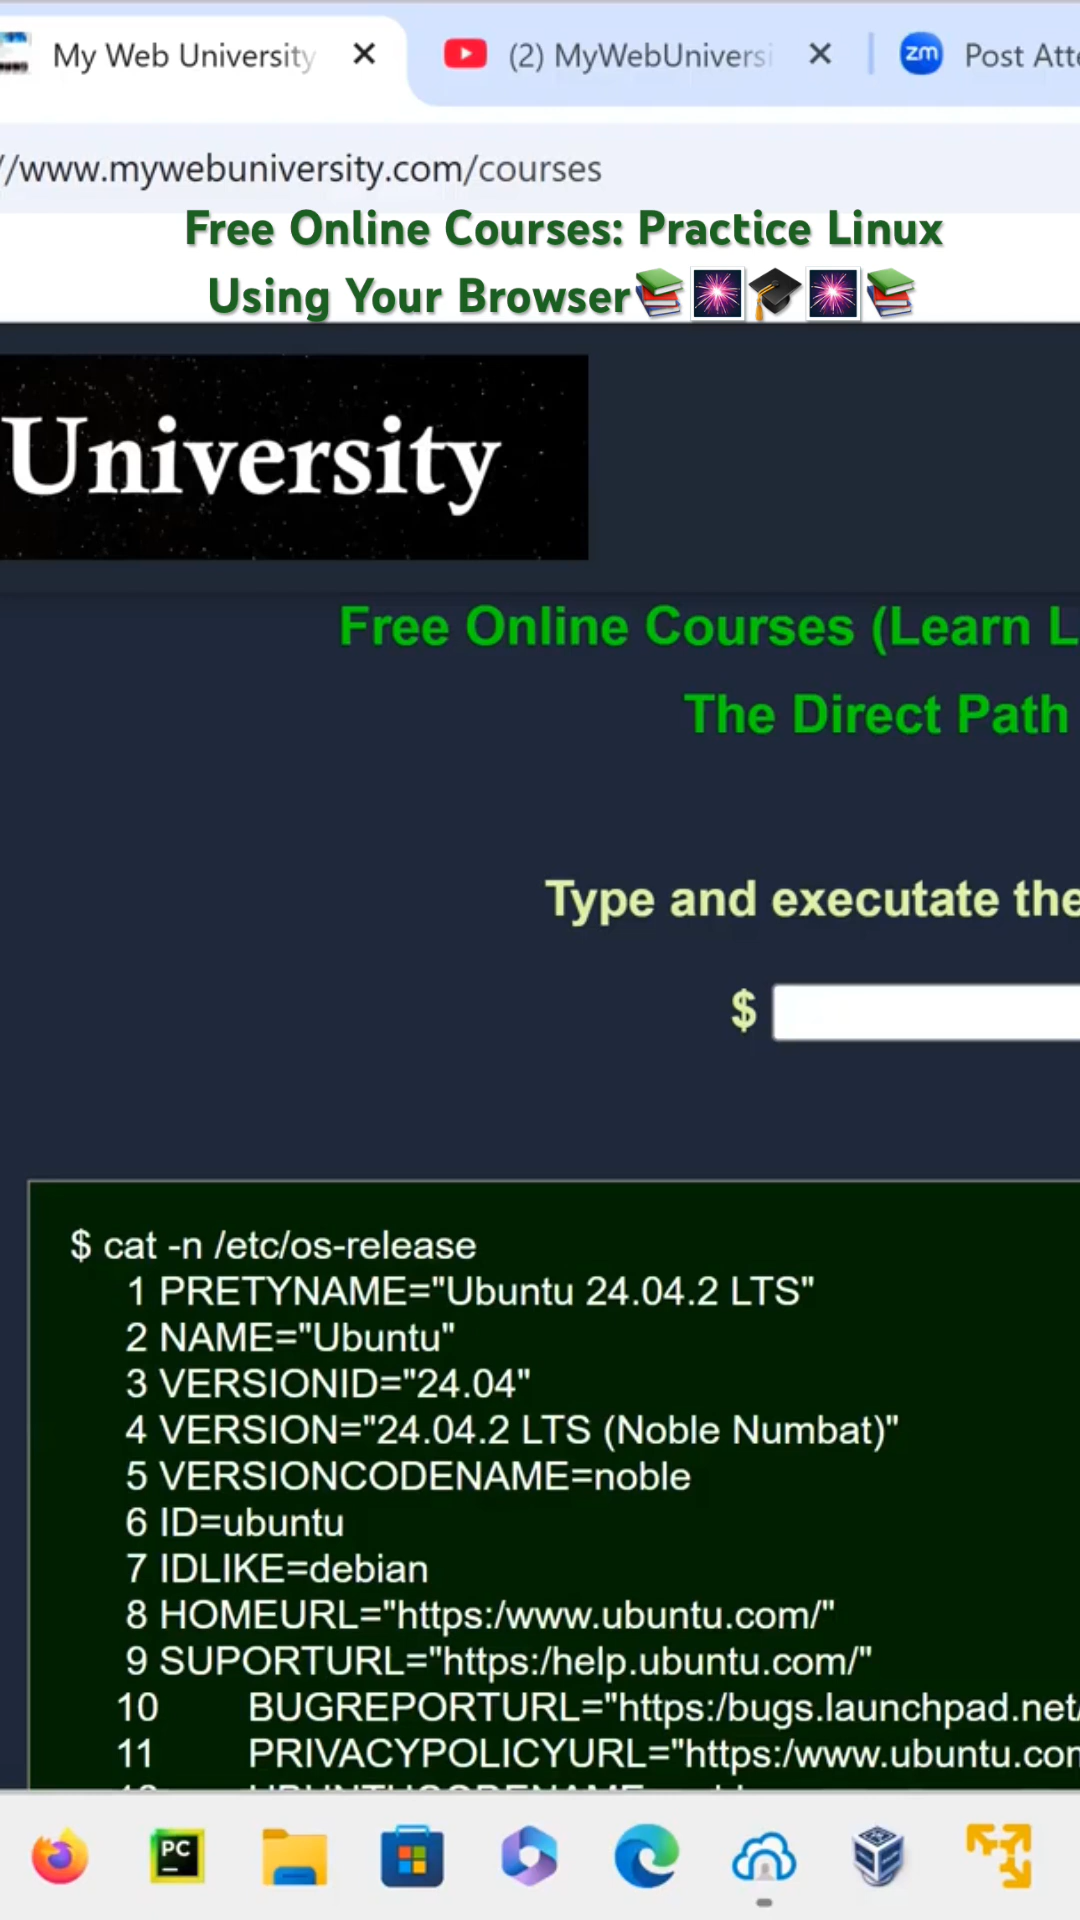 My Web University
(2) MyWebUniversi
zm
Post Atte
//www.mywebuniversity.com/courses
Free Online Courses: Practice Linux
Using Your Browser📚🎆🎓🎆📚
University
Free Online Courses (Learn L
The Direct Path
Type and executate the
$
$ cat -n /etc/os-release
1 PRETYNAME="Ubuntu 24.04.2 LTS"
2 NAME="Ubuntu"
3 VERSIONID="24.04"
4 VERSION="24.04.2 LTS (Noble Numbat)"
5 VERSIONCODENAME=noble
6 ID=ubuntu
7 IDLIKE=debian
8 HOMEURL="https:/www.ubuntu.com/"
9 SUPORTURL="https:/help.ubuntu.com/"
10 BUGREPORTURL="https:/bugs.launchpad.net/
11 PRIVACYPOLICYURL="https:/www.ubuntu.com
PC